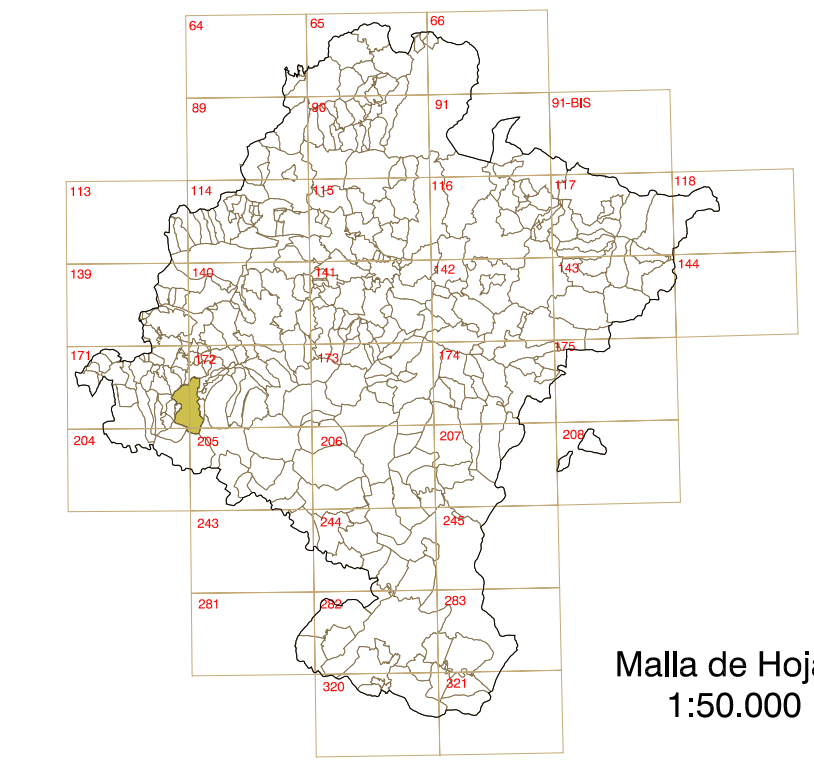 64 65 66
89 90 91 91-BIS
113 114 115 116 117 118
139 140 141 142 143 144
171 172 173 174 175
204 205 206 207 208
243 244 245
281 282 283
320 321
Malla de Hoja
1:50.000